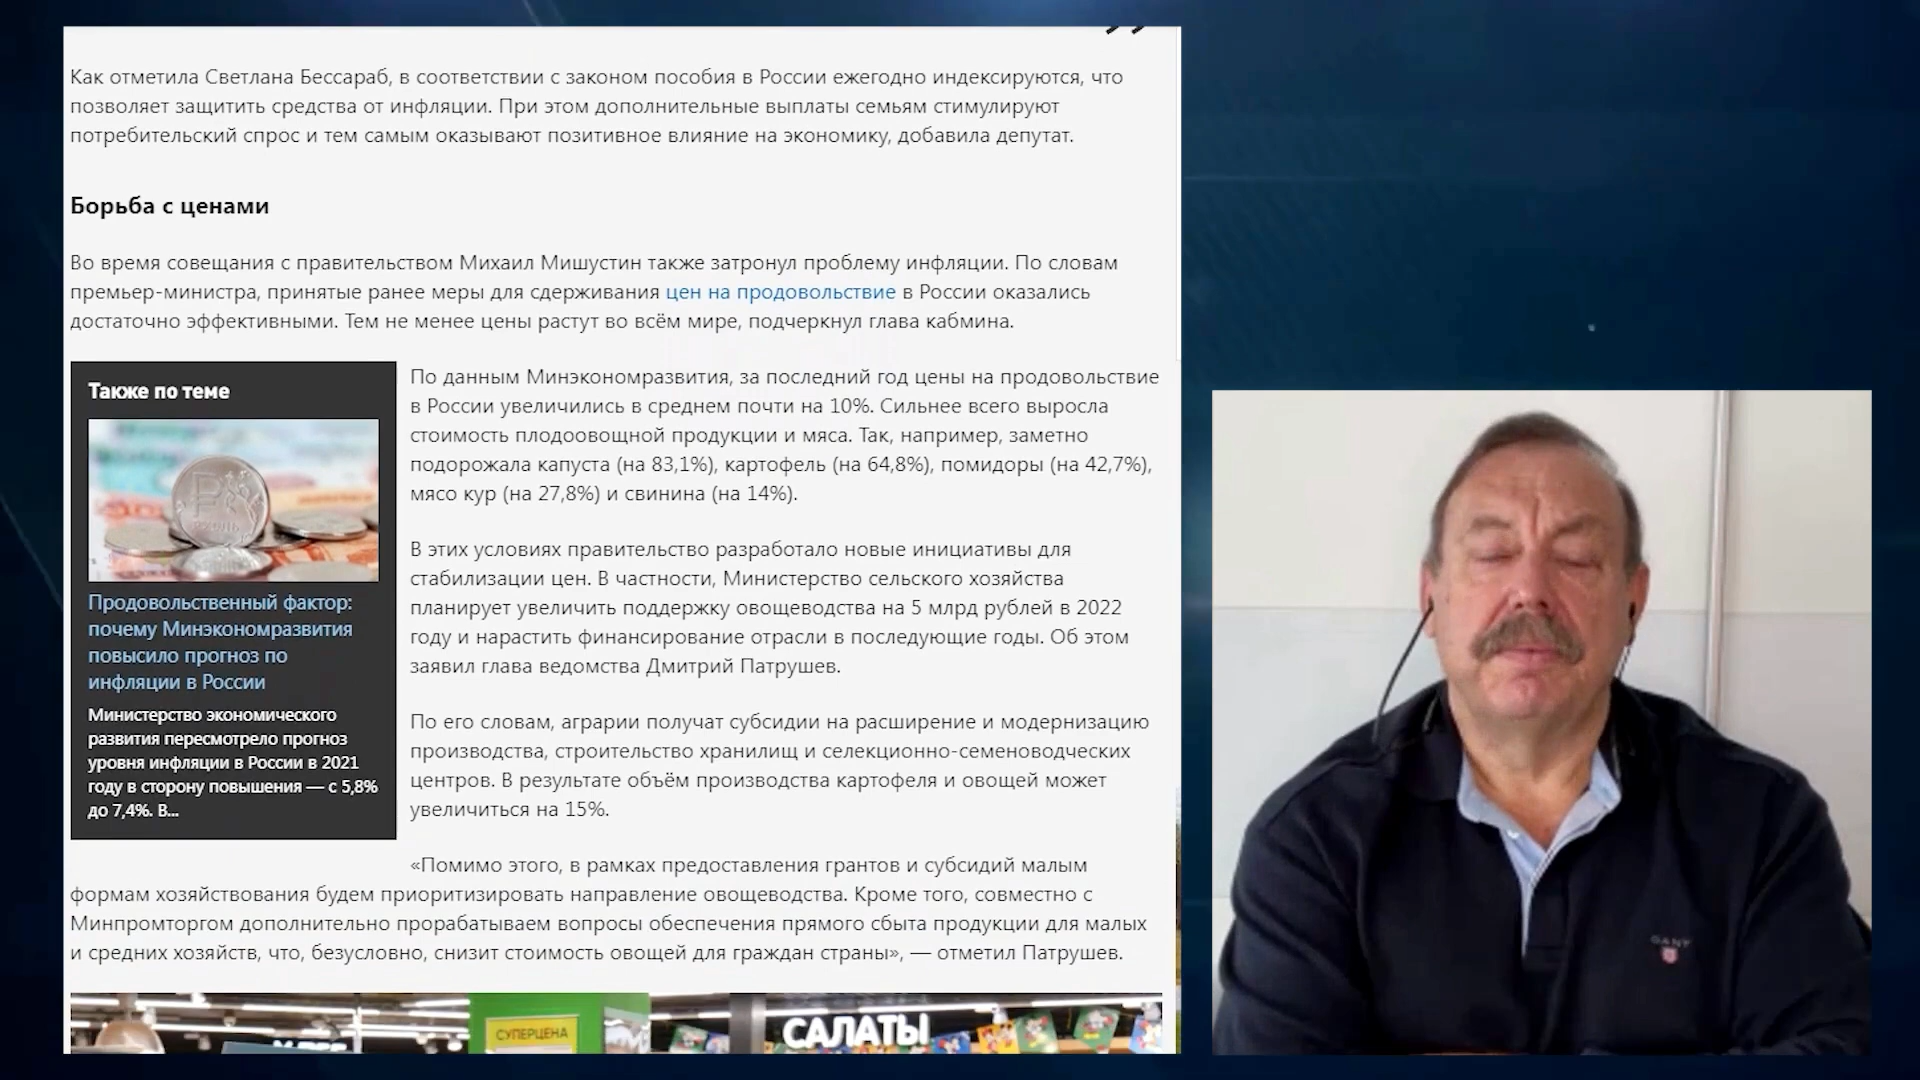 Как отметила Светлана Бессараб, в соответствии с законом пособия в России ежегодно индексируются, что
позволяет защитить средства от инфляции. При этом дополнительные выплаты семьям стимулируют
потребительский спрос и тем самым оказывают позитивное влияние на экономику, добавила депутат.
Борьба с ценами
Во время совещания с правительством Михаил Мишустин также затронул проблему инфляции. По словам
премьер-министра, принятые ранее меры для сдерживания цен на продовольствие в России оказались
достаточно эффективными. Тем не менее цены растут во всём мире, подчеркнул глава кабмина.
Также по теме
Продовольственный фактор:
почему Минэкономразвития
повысило прогноз по
инфляции в России
Министерство экономического
развития пересмотрело прогноз
уровня инфляции в России в 2021
году в сторону повышения — с 5,8%
до 7,4%. В...
По данным Минэкономразвития, за последний год цены на продовольствие
в России увеличились в среднем почти на 10%. Сильнее всего выросла
стоимость плодоовощной продукции и мяса. Так, например, заметно
подорожала капуста (на 83,1%), картофель (на 64,8%), помидоры (на 42,7%),
мясо кур (на 27,8%) и свинина (на 14%).
В этих условиях правительство разработало новые инициативы для
стабилизации цен. В частности, Министерство сельского хозяйства
планирует увеличить поддержку овощеводства на 5 млрд рублей в 2022
году и нарастить финансирование отрасли в последующие годы. Об этом
заявил глава ведомства Дмитрий Патрушев.
По его словам, аграрии получат субсидии на расширение и модернизацию
производства, строительство хранилищ и селекционно-семеноводческих
центров. В результате объём производства картофеля и овощей может
увеличиться на 15%.
«Помимо этого, в рамках предоставления грантов и субсидий малым
формам хозяйствования будем приоритизировать направление овощеводства. Кроме того, совместно с
Минпромторгом дополнительно прорабатываем вопросы обеспечения прямого сбыта продукции для малых
и средних хозяйств, что, безусловно, снизит стоимость овощей для граждан страны», — отметил Патрушев.
СУПЕРЦЕНА
САЛАТЫ
GANT